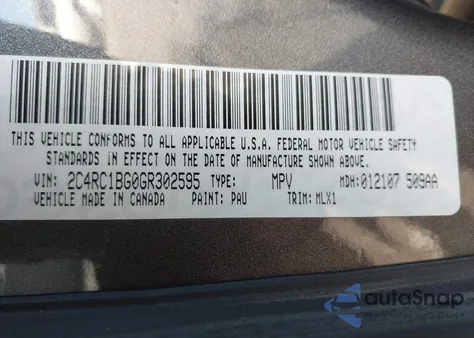 THIS VEHICLE CONFORMS TO ALL APPLICABLE U.S.A. FEDERAL MOTOR VEHICLE SAFETY
STANDARDS IN EFFECT ON THE DATE OF MANUFACTURE SHOWN ABOVE.
VIN: 2C4RC1BG0GR302595 TYPE: MPV MDH:012107 509AA
VEHICLE MADE IN CANADA PAINT: PAU TRIM: MLX1
autoSnap